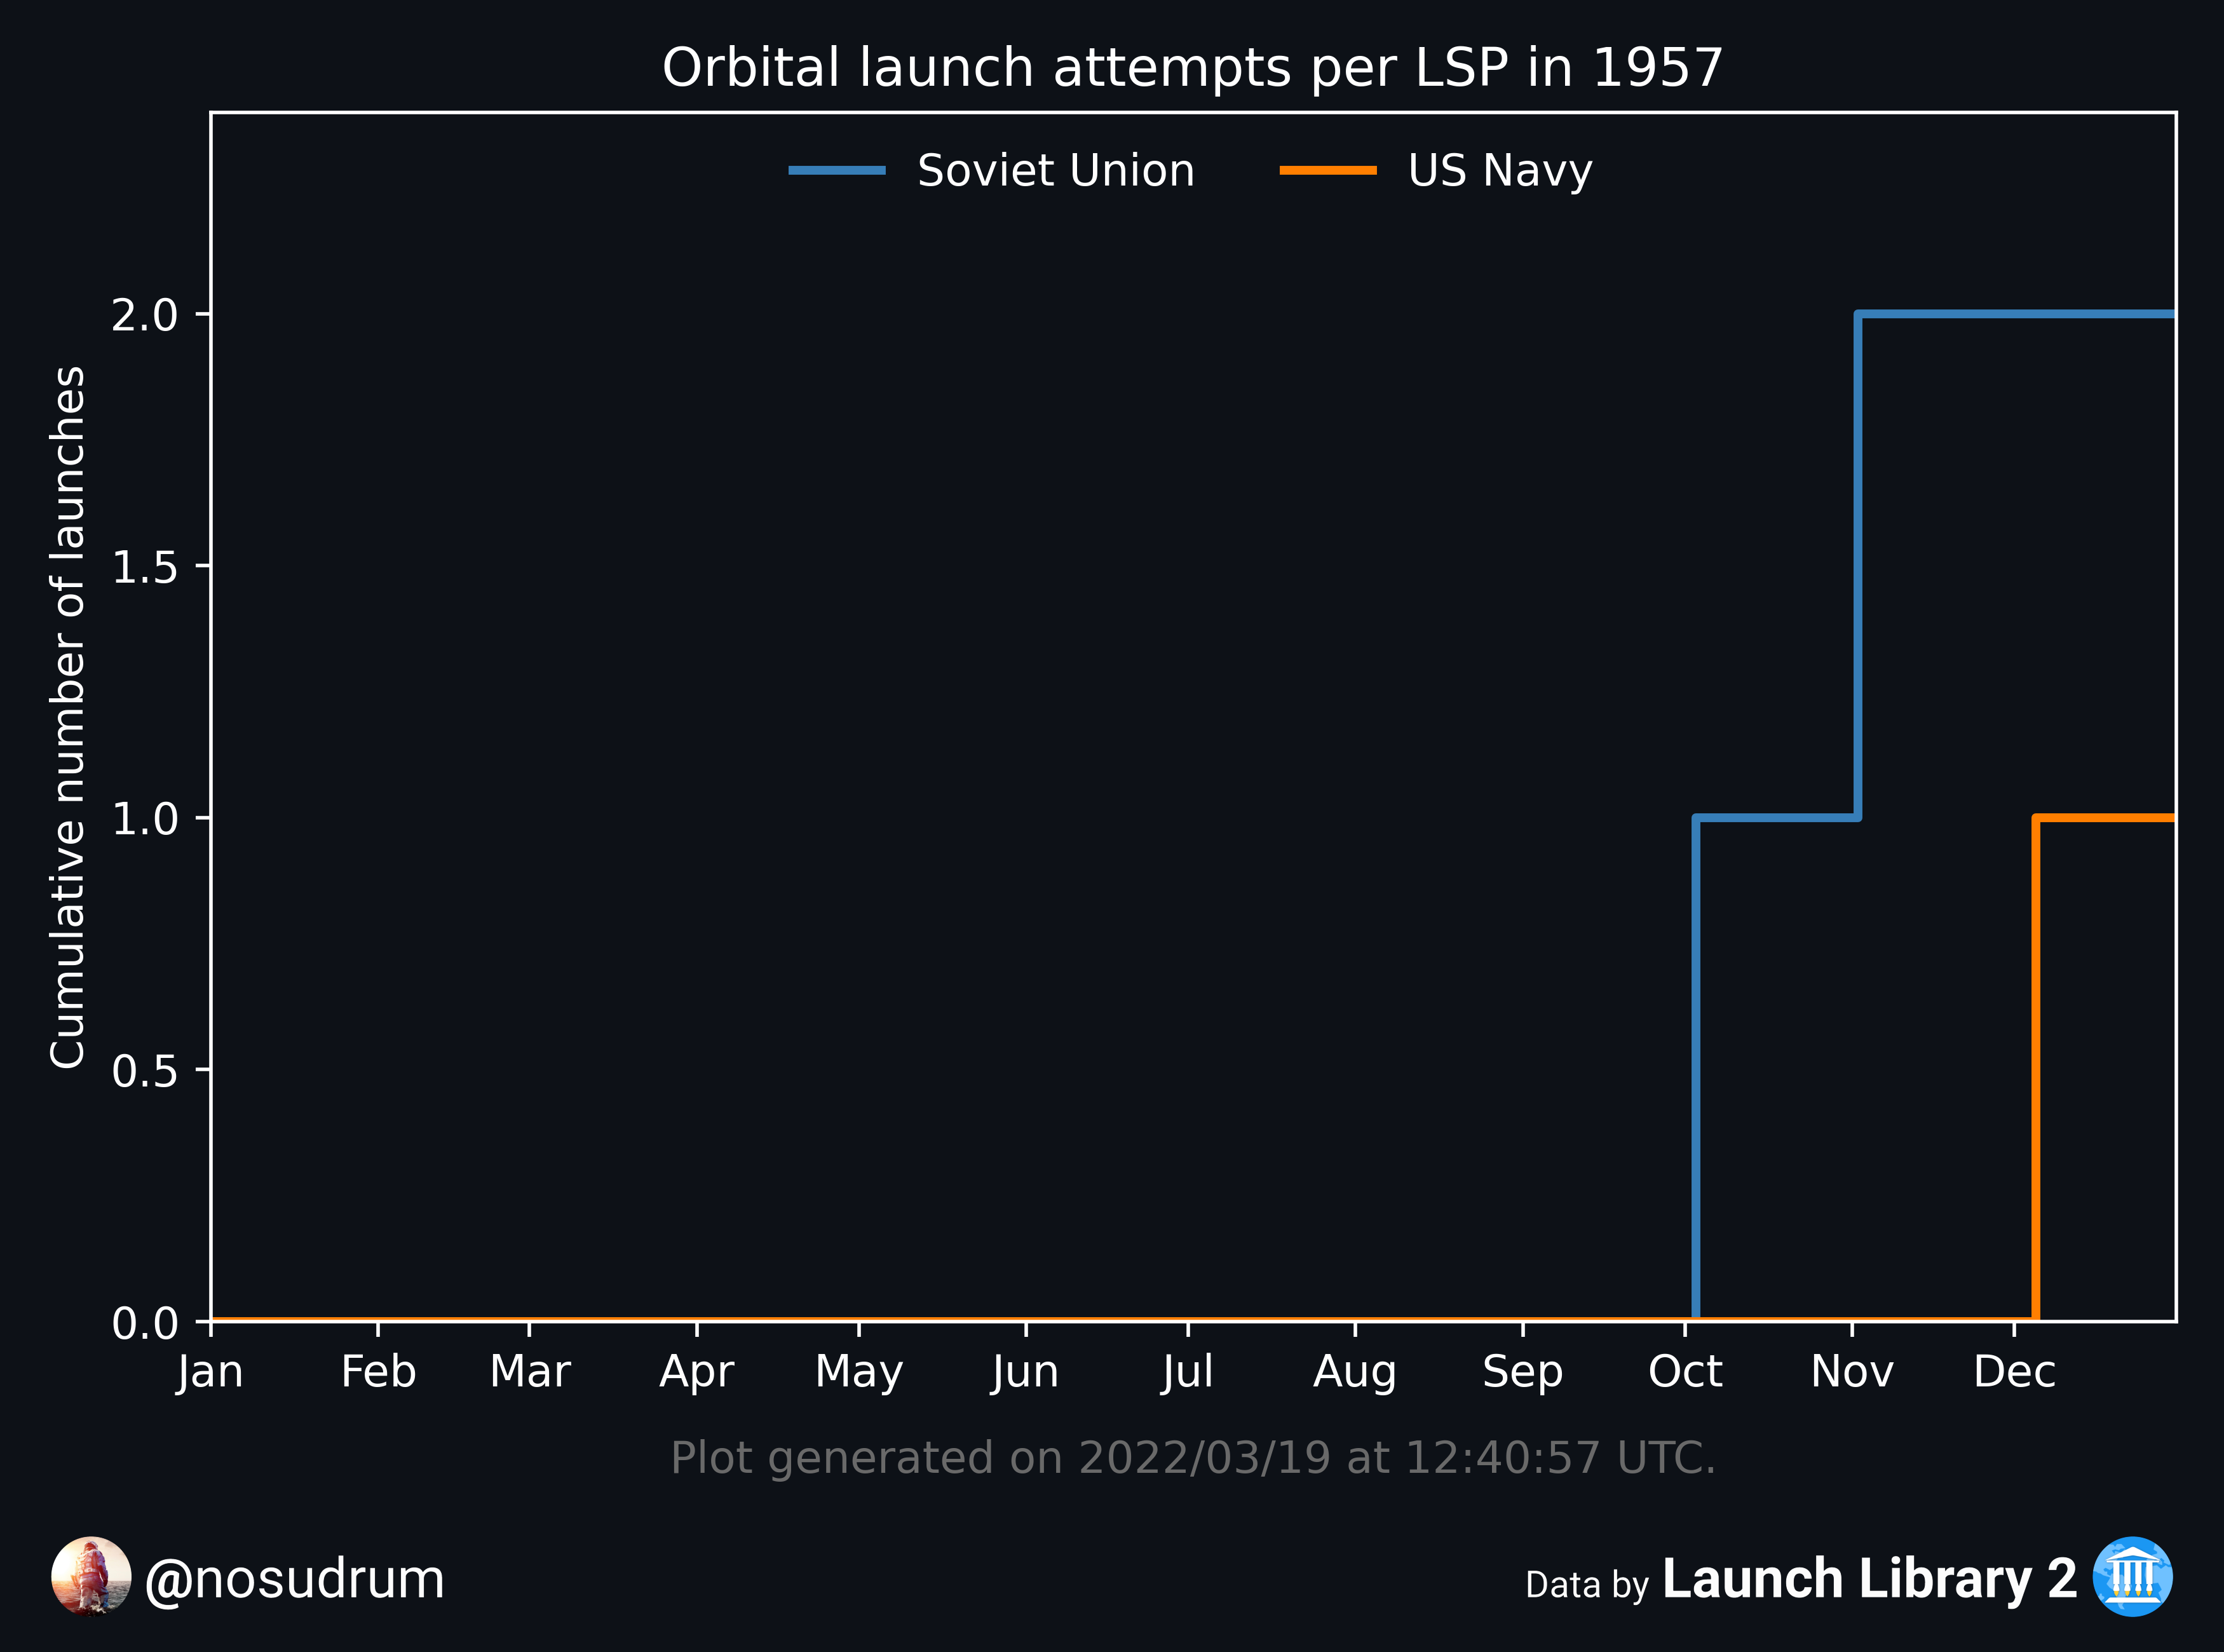 Orbital launch attempts per LSP in 1957
Soviet Union US Navy
Cumulative number of launches
2.0
1.5
1.0
0.5
0.0
Jan Feb Mar Apr May Jun Jul Aug Sep Oct Nov Dec
Plot generated on 2022/03/19 at 12:40:57 UTC.
@nosudrum Data by Launch Library 2